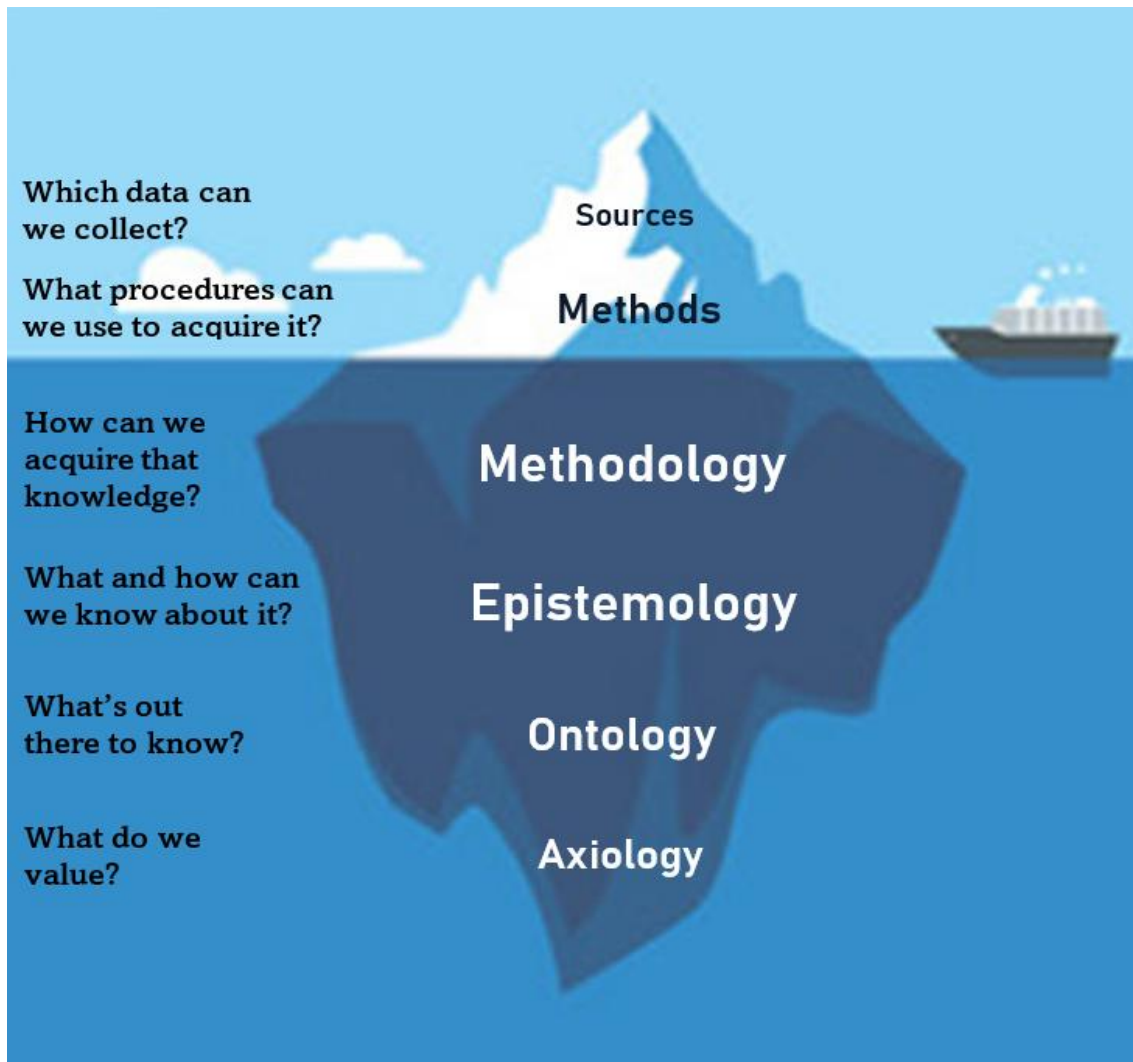 Which data can
we collect?
Sources
What procedures can
we use to acquire it?
Methods
How can we
acquire that
knowledge?
Methodology
What and how can
we know about it?
Epistemology
What's out
there to know?
Ontology
What do we
value?
Axiology